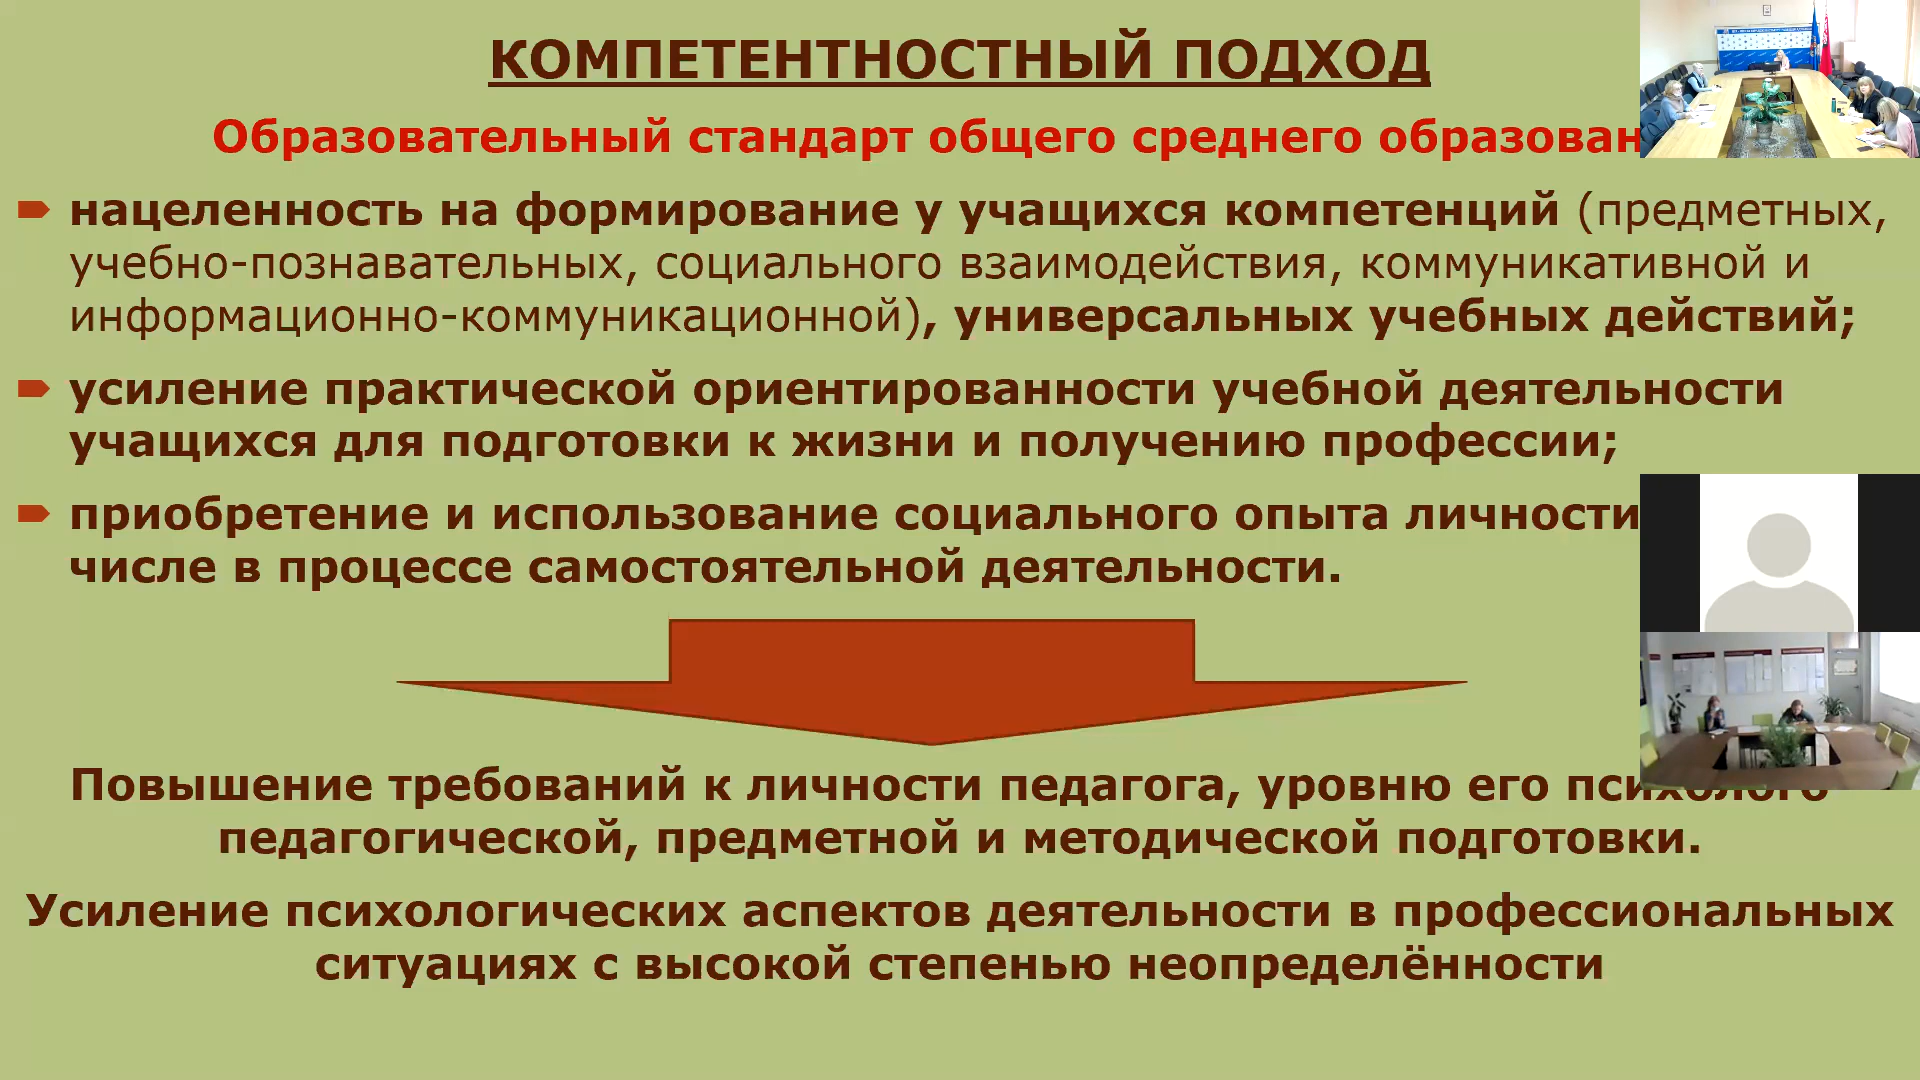 КОМПЕТЕНТНОСТНЫЙ ПОДХОД
Образовательный стандарт общего среднего образован
нацеленность на формирование у учащихся компетенций (предметных,
учебно-познавательных, социального взаимодействия, коммуникативной и
информационно-коммуникационной), универсальных учебных действий;
усиление практической ориентированности учебной деятельности
учащихся для подготовки к жизни и получению профессии;
приобретение и использование социального опыта личности
числе в процессе самостоятельной деятельности.
Повышение требований к личности педагога, уровню его психолого
педагогической, предметной и методической подготовки.
Усиление психологических аспектов деятельности в профессиональных
ситуациях с высокой степенью неопределённости